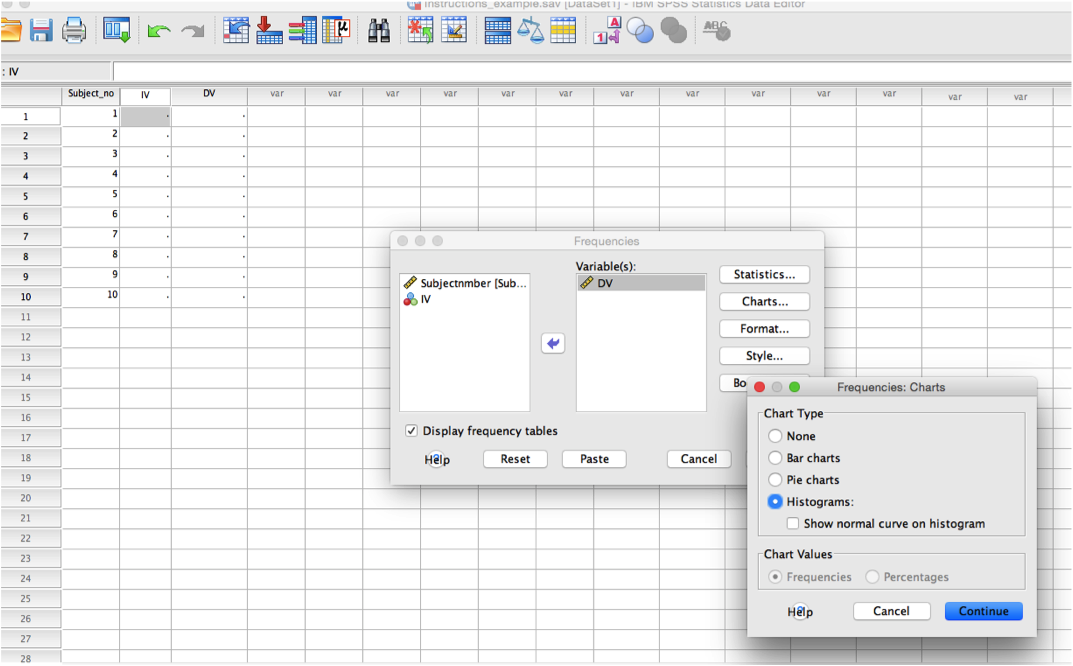 instructions_example.sav [DataSet1] - IBM SPSS Statistics Data Editor
A
1
ABC
: IV
Subject_no IV DV var var var var var var var var var var var var var
1 1 . .
2 2 . .
3 3 . .
4 4 . .
5 5 . .
6 6 . .
7 7 . .
8 8 . .
9 9 . .
10 10 . .
11
12
13
14
15
16
17
18
19
20
21
22
23
24
25
26
27
28
Frequencies
Variable(s):
Subjectnmber [Sub...
IV
DV
Statistics...
Charts...
Format...
Style...
Bo
Display frequency tables
Help Reset Paste Cancel
Frequencies: Charts
Chart Type
None
Bar charts
Pie charts
Histograms:
Show normal curve on histogram
Chart Values
Frequencies Percentages
Help Cancel Continue